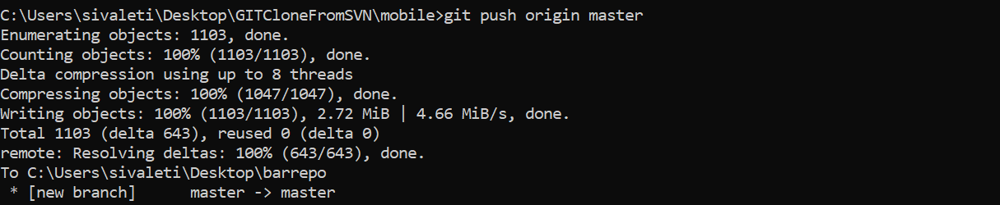 C:\Users\sivaleti\Desktop\GITCloneFromSVN\mobile>git push origin master
Enumerating objects: 1103, done.
Counting objects: 100% (1103/1103), done.
Delta compression using up to 8 threads
Compressing objects: 100% (1047/1047), done.
Writing objects: 100% (1103/1103), 2.72 MiB | 4.66 MiB/s, done.
Total 1103 (delta 643), reused 0 (delta 0)
remote: Resolving deltas: 100% (643/643), done.
To C:\Users\sivaleti\Desktop\barrepo
 * [new branch]      master -> master